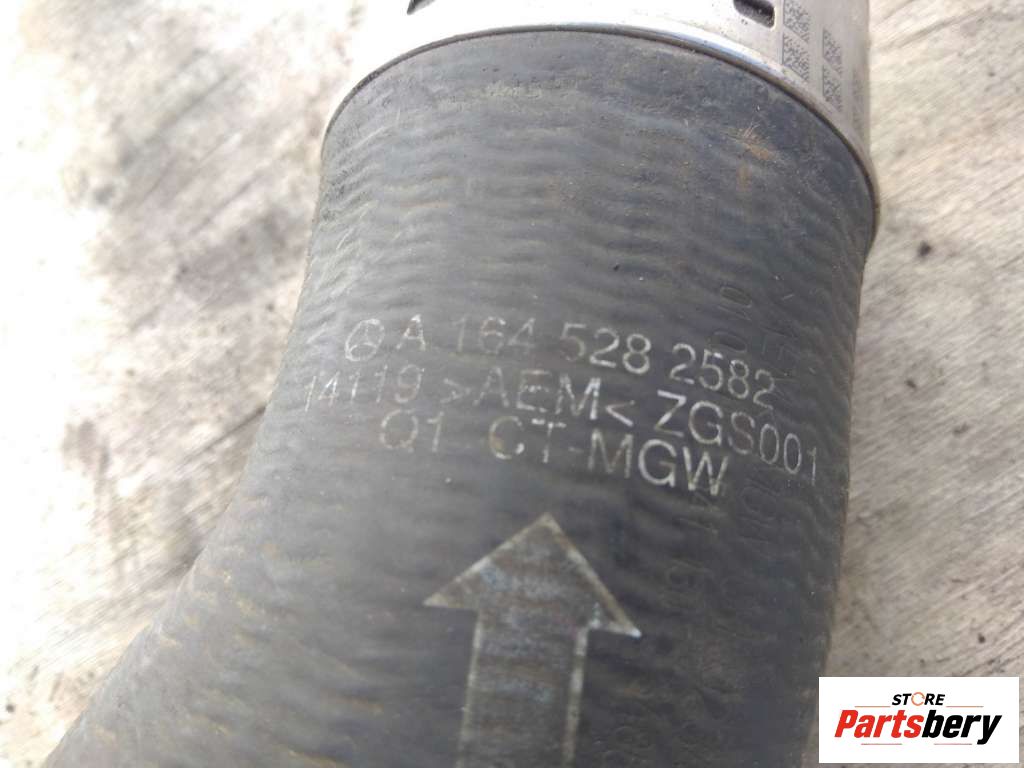 A 164 528 2582
14119 >AEM< ZGS001
Q1 CT-MGW
STORE
Partsbery